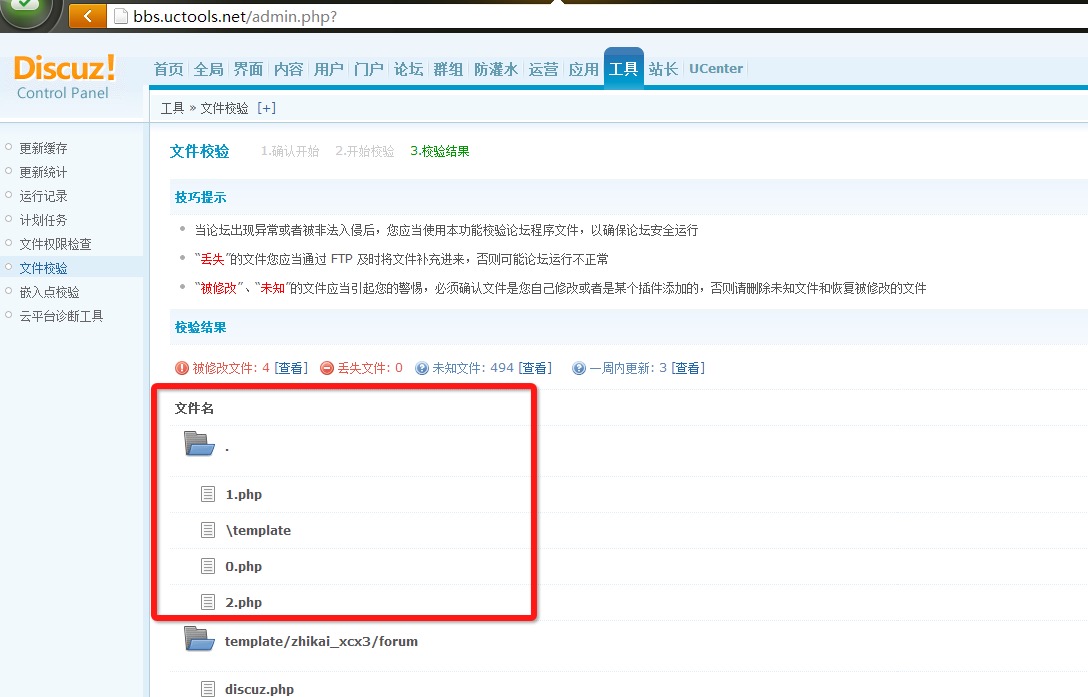 bbs.uctools.net/admin.php?
Discuz!
Control Panel
首页 全局 界面 内容 用户 门户 论坛 群组 防灌水 运营 应用 工具 站长 UCenter
工具 » 文件校验 [+]
更新缓存
更新统计
运行记录
计划任务
文件权限检查
文件校验
嵌入点校验
云平台诊断工具
文件校验 1.确认开始 2.开始校验 3.校验结果
技巧提示
当论坛出现异常或者被非法入侵后，您应当使用本功能校验论坛程序文件，以确保论坛安全运行
“丢失”的文件您应当通过 FTP 及时将文件补充进来，否则可能论坛运行不正常
“被修改”、“未知”的文件应当引起您的警惕，必须确认文件是您自己修改或者是某个插件添加的，否则请删除未知文件和恢复被修改的文件
校验结果
被修改文件: 4 [查看] 丢失文件: 0 未知文件: 494 [查看] 一周内更新: 3 [查看]
文件名
.
1.php
\template
0.php
2.php
template/zhikai_xcx3/forum
discuz.php